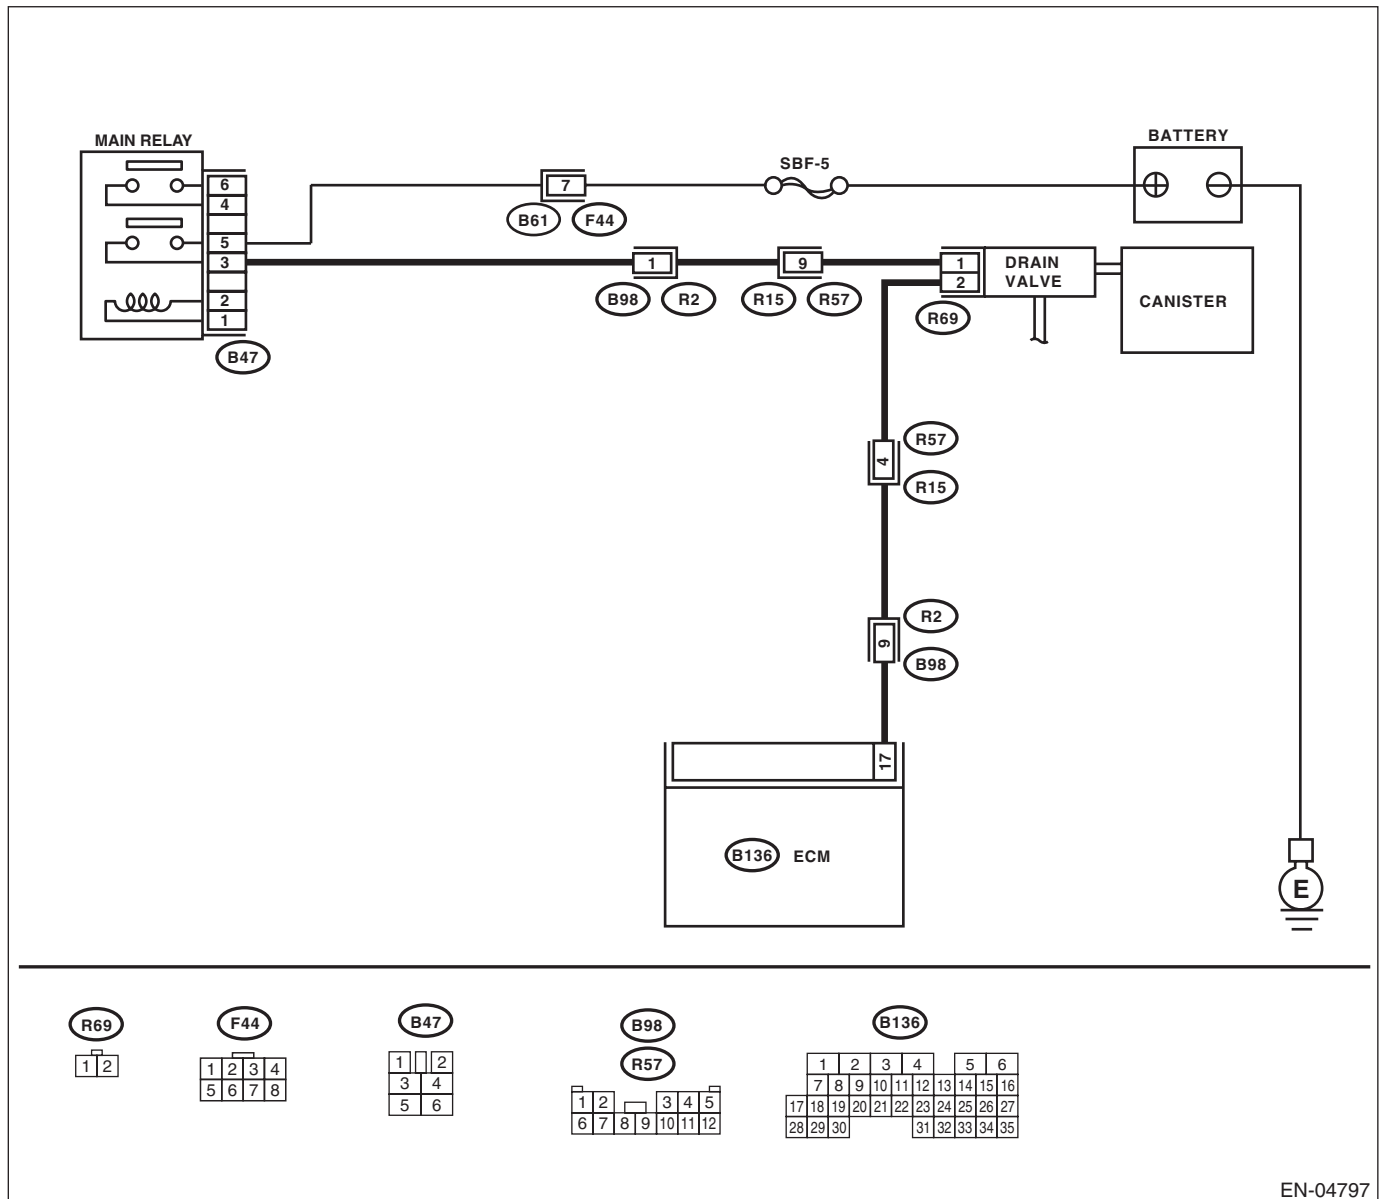 MAIN RELAY
BATTERY
SBF-5
6
4
5
3
2
1
7
B61 F44
1
B98 R2
9
R15 R57
1
2
DRAIN
VALVE
CANISTER
R69
B47
4
R57
R15
9
R2
B98
17
B136 ECM
E
R69
1 2
F44
1 2 3 4
5 6 7 8
B47
1 2
3 4
5 6
B98
R57
1 2 3 4 5
6 7 8 9 10 11 12
B136
1 2 3 4 5 6
7 8 9 10 11 12 13 14 15 16
17 18 19 20 21 22 23 24 25 26 27
28 29 30 31 32 33 34 35
EN-04797